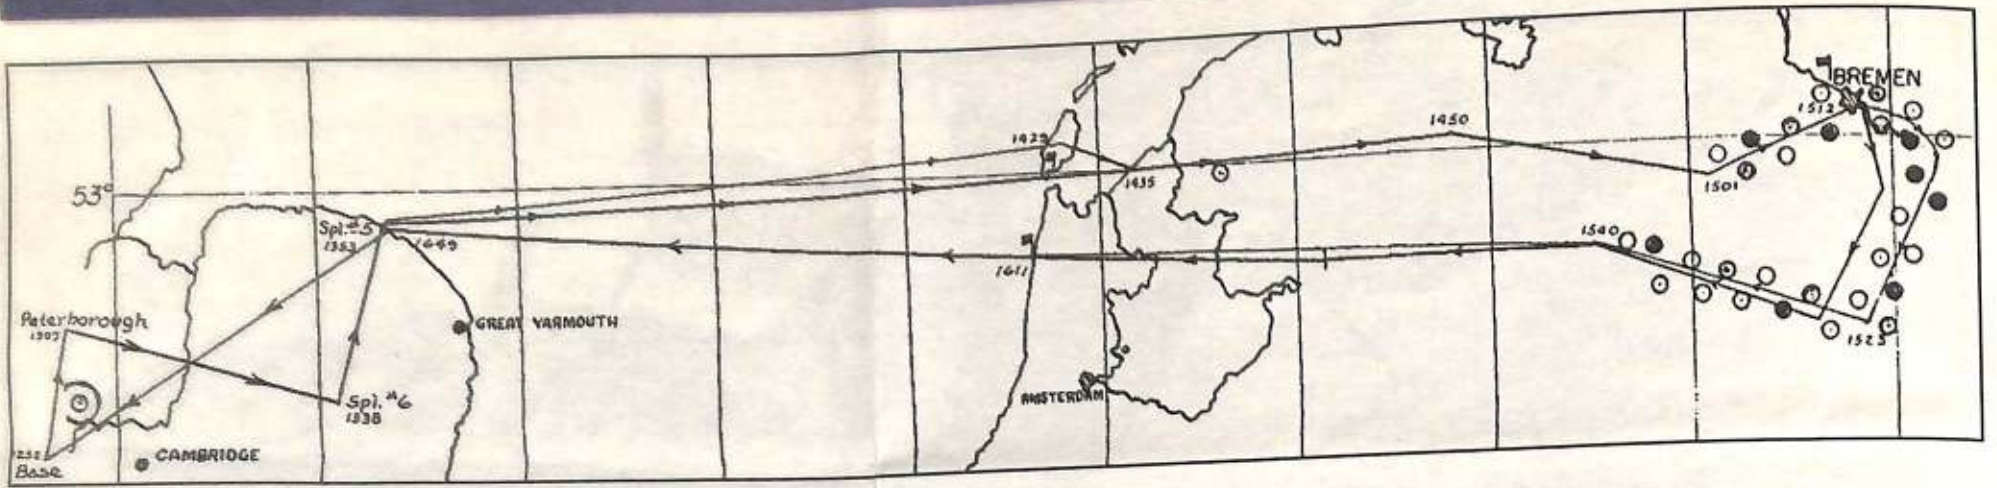 BREMEN
1512
1450
1429
1435
1501
53°
Spl. #5
1353
1649
1540
1611
Peterborough
1307
GREAT YARMOUTH
1525
Spl. #6
1338
AMSTERDAM
CAMBRIDGE
Base